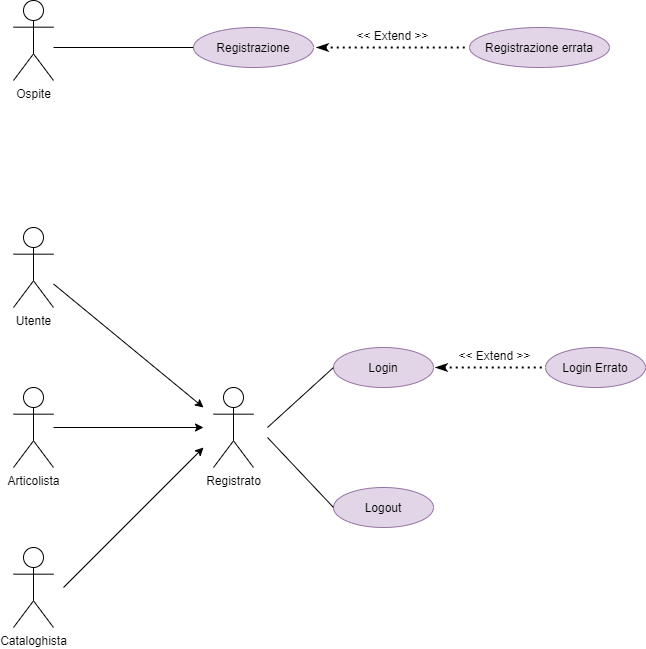 << Extend >>
Registrazione
Registrazione errata
Ospite
Utente
<< Extend >>
Login
Login Errato
Articolista
Registrato
Logout
Cataloghista